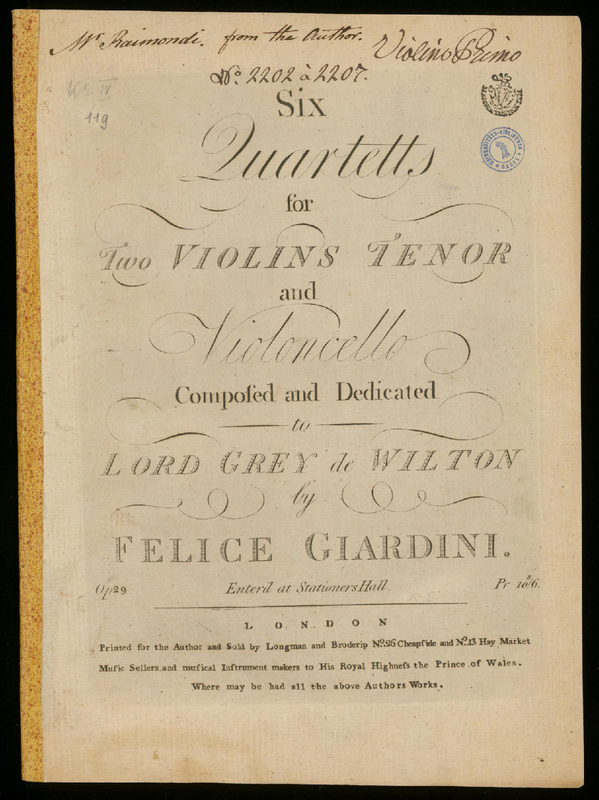 Mr Raimondi. from the Author. Violino Primo
No. 2202 à 2207.
119
Six
Quartetts
for
Two VIOLINS TENOR
and
Violoncello
Compoſed and Dedicated
to
LORD GREY de WILTON
by
FELICE GIARDINI.
Op 29 Enterd at Stationers Hall. Pr 10s6.
LONDON
Printed for the Author and Sold by Longman and Broderip No. 26 Cheapſide and No. 13 Hay Market
Muſic Sellers and muſical Inſtrument makers to His Royal Highneſs the Prince of Wales.
Where may be had all the above Authors Works.